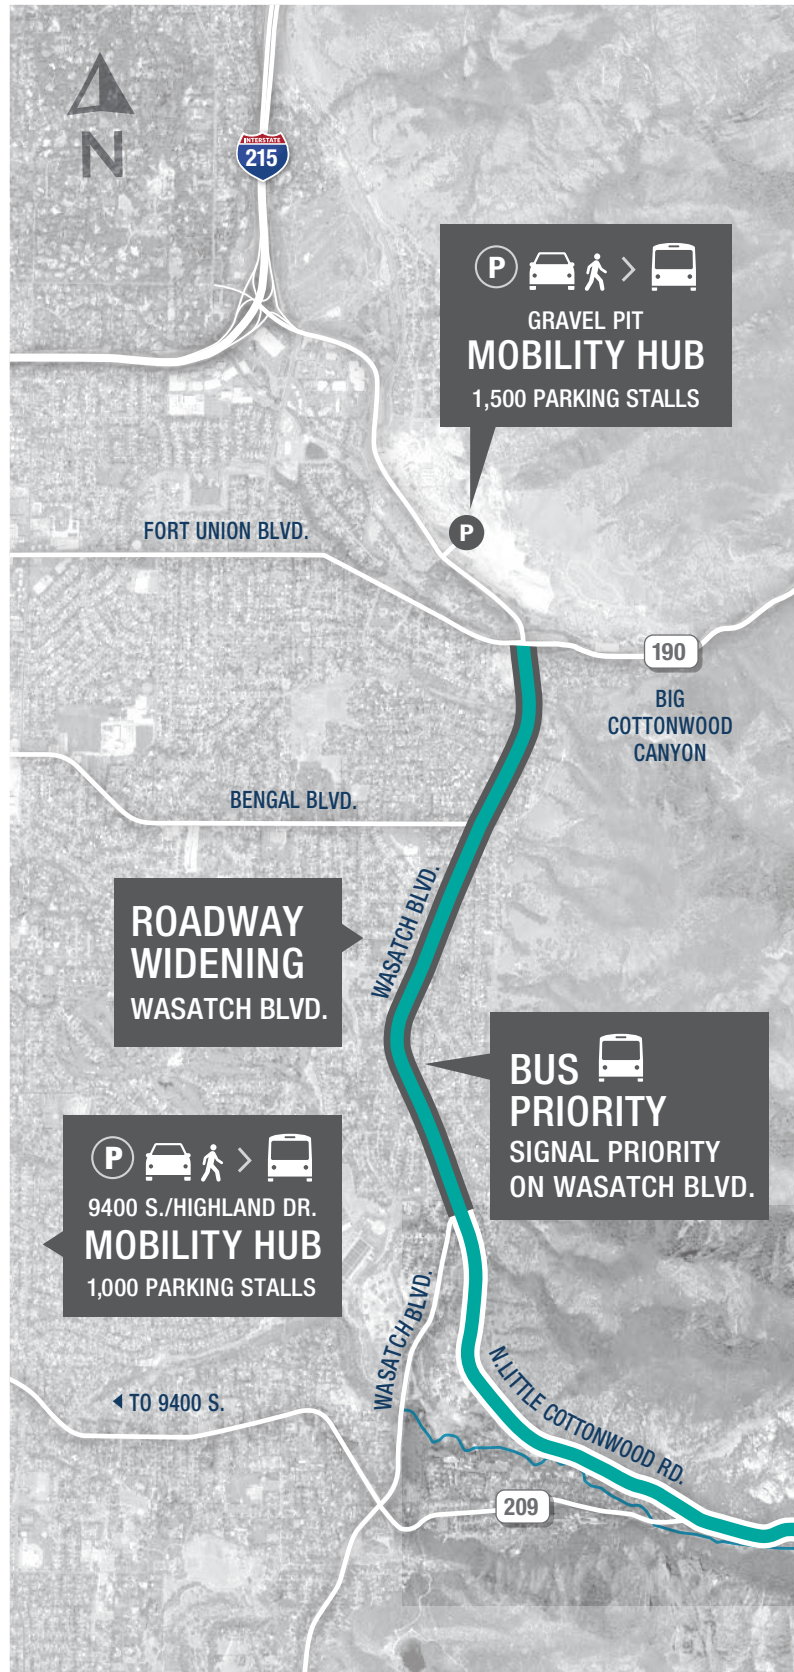 N
INTERSTATE
215
P
GRAVEL PIT
MOBILITY HUB
1,500 PARKING STALLS
P
FORT UNION BLVD.
190
BIG
COTTONWOOD
CANYON
BENGAL BLVD.
WASATCH BLVD.
ROADWAY
WIDENING
WASATCH BLVD.
BUS
PRIORITY
SIGNAL PRIORITY
ON WASATCH BLVD.
P
9400 S./HIGHLAND DR.
MOBILITY HUB
1,000 PARKING STALLS
WASATCH BLVD.
N.LITTLE COTTONWOOD RD.
TO 9400 S.
209